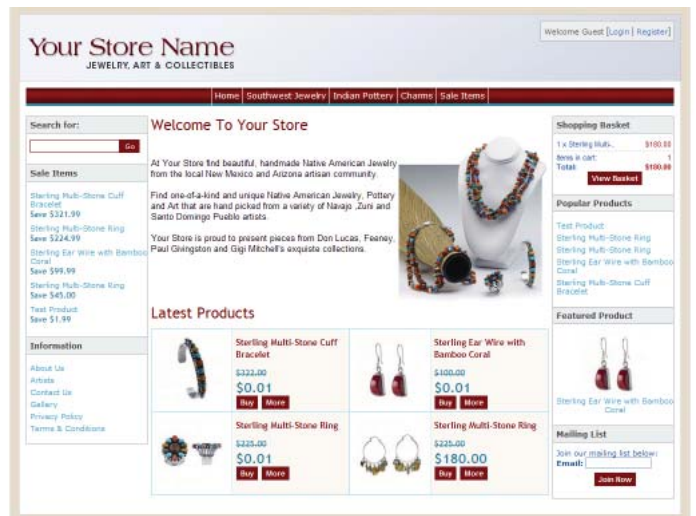 Your Store Name
JEWELRY, ART & COLLECTIBLES
Welcome Guest [Login | Register]
Home | Southwest Jewelry | Indian Pottery | Charms | Sale Items
Search for:
Go
Sale Items
Sterling Multi-Stone Cuff
Bracelet
Save $321.99
Sterling Multi-Stone Ring
Save $224.99
Sterling Ear Wire with Bamboo
Coral
Save $99.99
Sterling Multi-Stone Ring
Save $45.00
Test Product
Save $1.99
Information
About Us
Artists
Contact Us
Gallery
Privacy Policy
Terms & Conditions
Welcome To Your Store
At Your Store find beautiful, handmade Native American Jewelry
from the local New Mexico and Arizona artisan community.
Find one-of-a-kind and unique Native American Jewelry, Pottery
and Art that are hand picked from a variety of Navajo ,Zuni and
Santo Domingo Pueblo artists.
Your Store is proud to present pieces from Don Lucas, Feeney,
Paul Givingston and Gigi Mitchell's exquisite collections.
Latest Products
Sterling Multi-Stone Cuff
Bracelet
$322.00
$0.01
Buy More
Sterling Ear Wire with
Bamboo Coral
$100.00
$0.01
Buy More
Sterling Multi-Stone Ring
$225.00
$0.01
Buy More
Sterling Multi-Stone Ring
$225.00
$180.00
Buy More
Shopping Basket
1 x Sterling Multi-.. $180.00
Items in cart: 1
Total: $180.00
View Basket
Popular Products
Test Product
Sterling Multi-Stone Ring
Sterling Multi-Stone Ring
Sterling Ear Wire with Bamboo
Coral
Sterling Multi-Stone Cuff
Bracelet
Featured Product
Sterling Ear Wire with Bamboo
Coral
Mailing List
Join our mailing list below:
Email:
Join Now